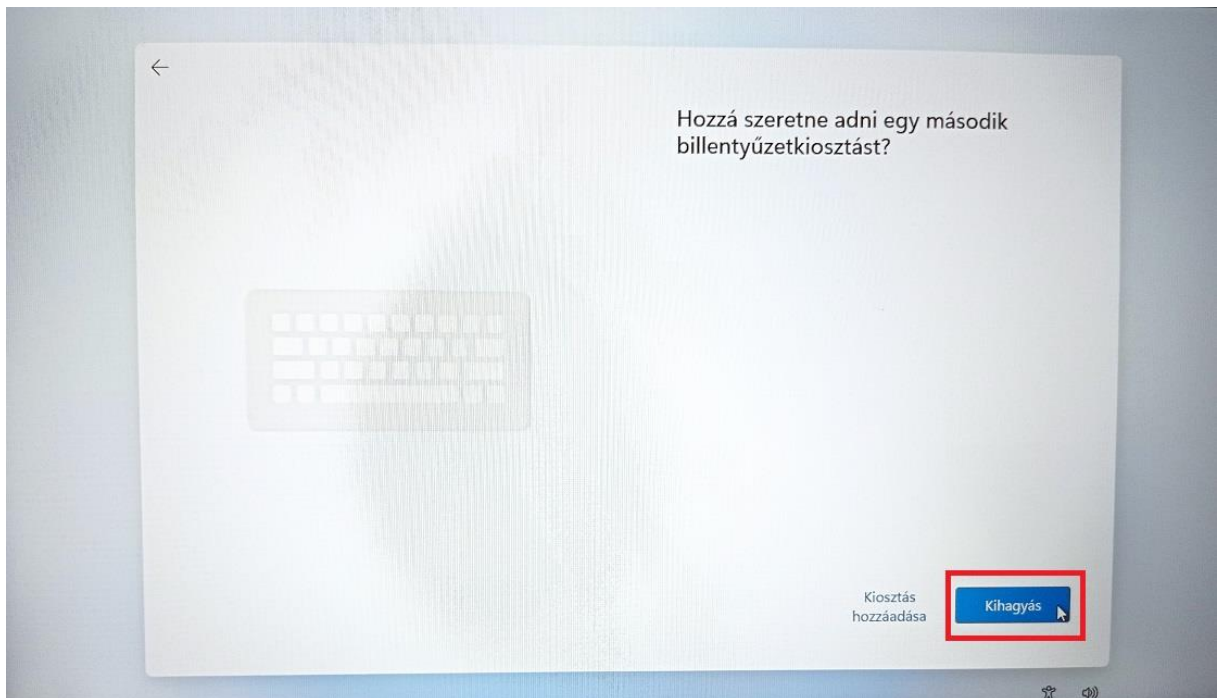 Hozzá szeretne adni egy második
billentyűzetkiosztást?
Kiosztás
hozzáadása
Kihagyás